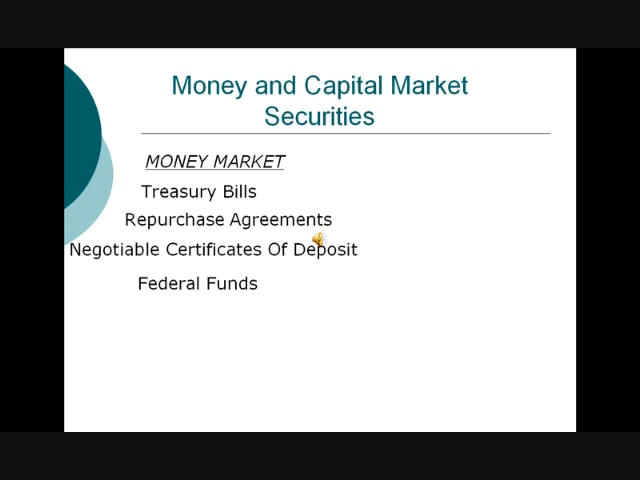 Money and Capital Market
Securities
MONEY MARKET
Treasury Bills
Repurchase Agreements
Negotiable Certificates Of Deposit
Federal Funds